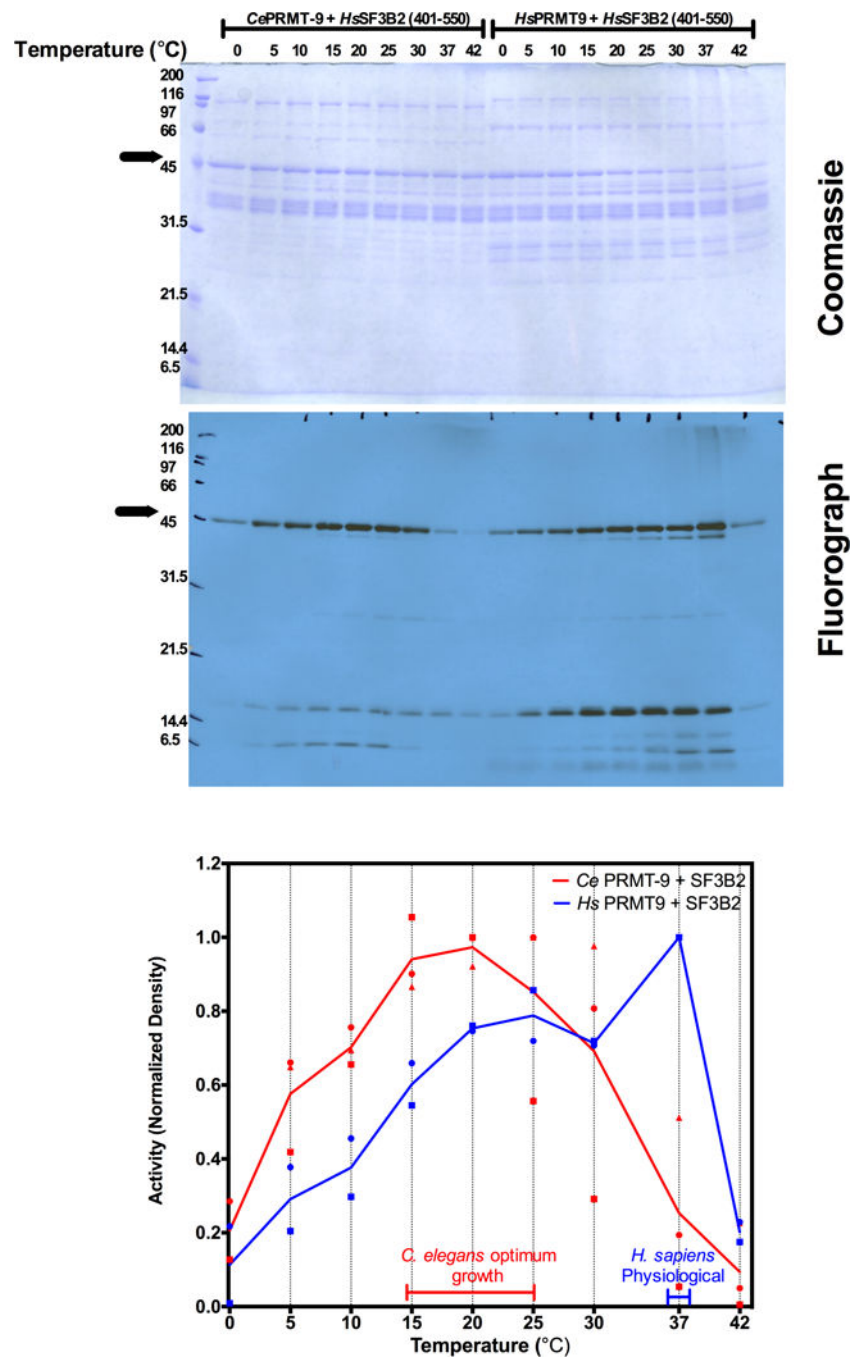 CePRMT-9 + HsSF3B2 (401-550) HsPRMT9 + HsSF3B2 (401-550)
Temperature (°C) 0 5 10 15 20 25 30 37 42 0 5 10 15 20 25 30 37 42
200
116
97
66
45
31.5
21.5
14.4
6.5
Coomassie
200
116
97
66
45
31.5
21.5
14.4
6.5
Fluorograph
1.2
1.0
0.8
0.6
0.4
0.2
0.0
Activity (Normalized Density)
Ce PRMT-9 + SF3B2
Hs PRMT9 + SF3B2
C. elegans optimum
growth
H. sapiens
Physiological
0 5 10 15 20 25 30 37 42
Temperature (°C)